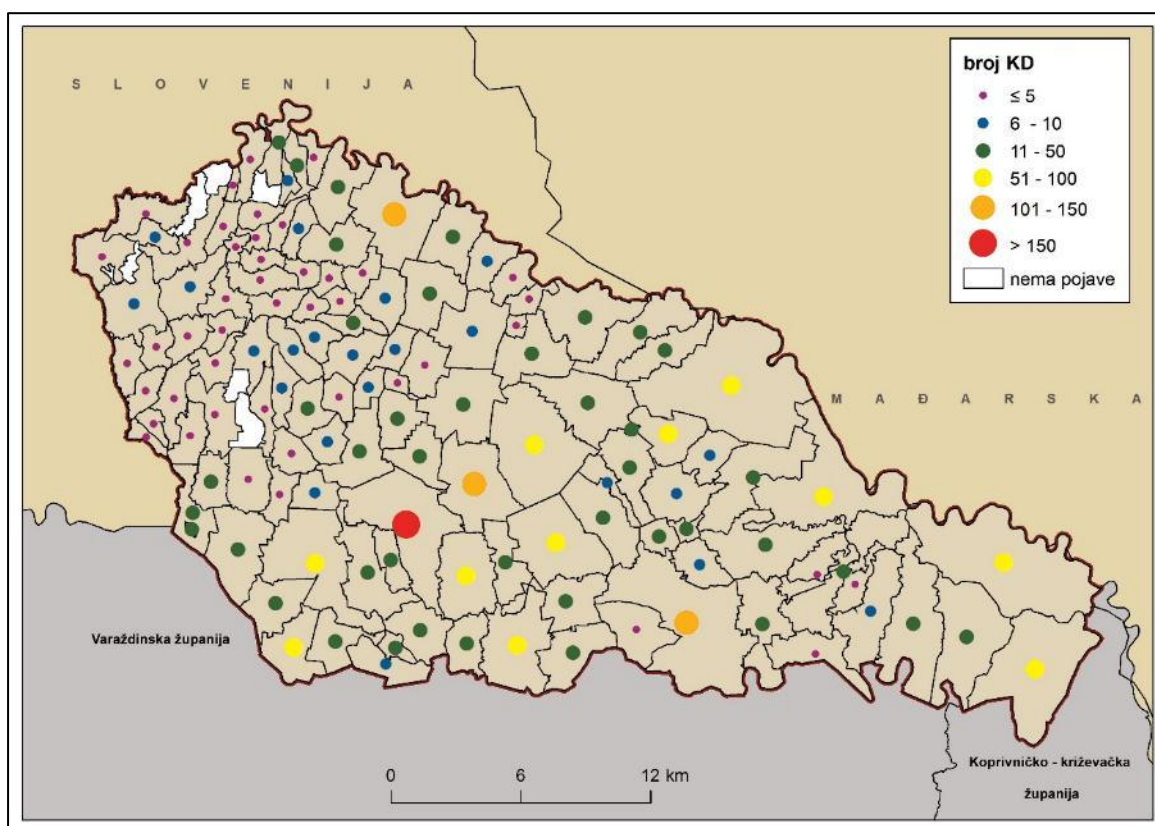 S L O V E N I J A
broj KD
≤ 5
6 - 10
11 - 50
51 - 100
101 - 150
> 150
nema pojave
M A Đ A R S K A
Varaždinska županija
0 6 12 km
Koprivničko - križevačka
županija